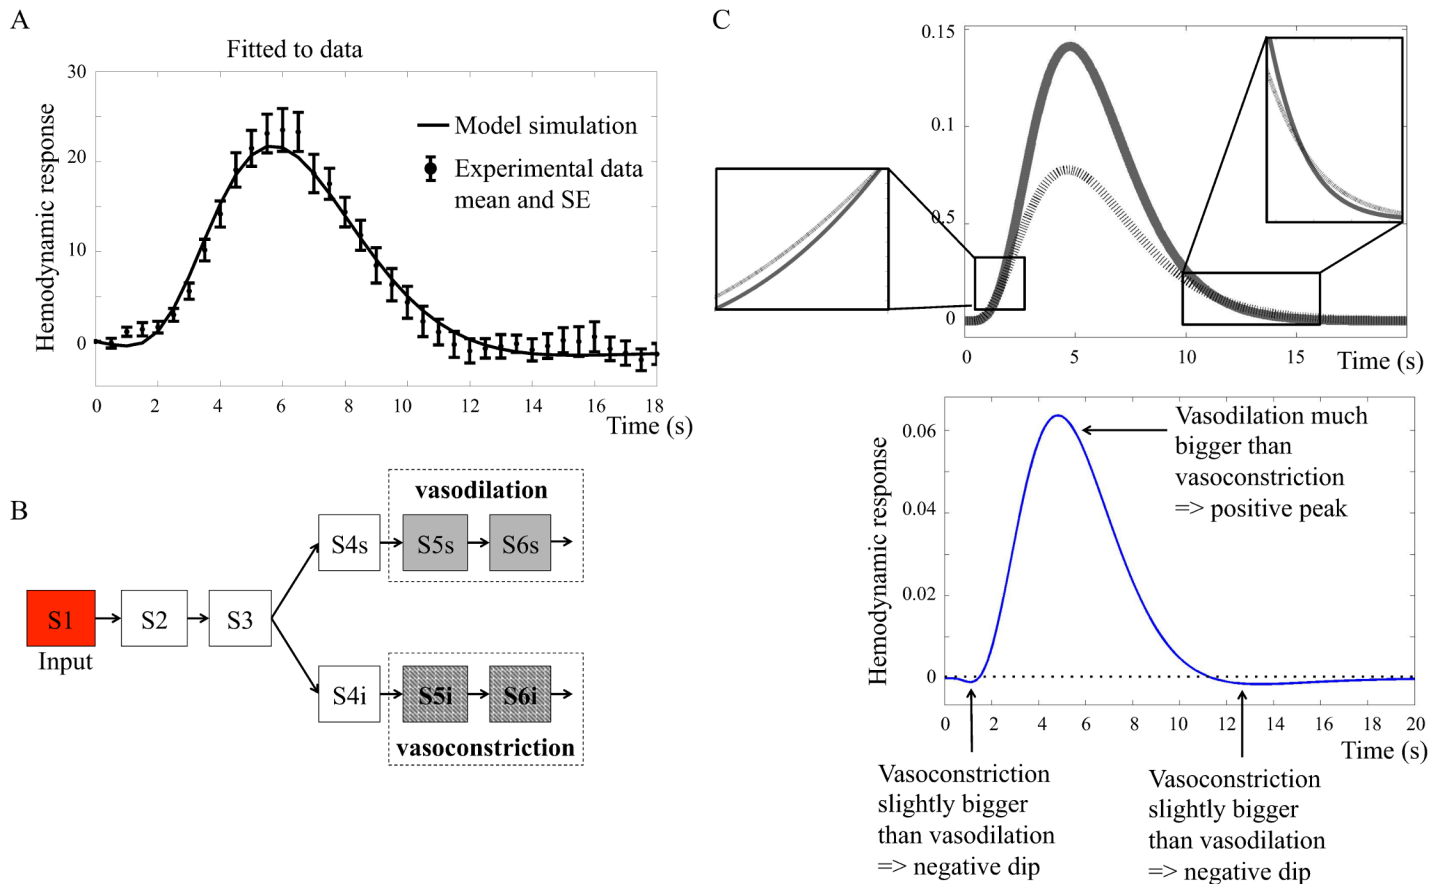 A
Fitted to data
30
20
10
0
Hemodynamic response
Model simulation
Experimental data
mean and SE
0 2 4 6 8 10 12 14 16 18
Time (s)
B
S1
Input
S2
S3
S4s
vasodilation
S5s
S6s
S4i
S5i
S6i
vasoconstriction
C
0.15
0.1
0.5
0
0 5 10 15
Time (s)
Hemodynamic response
0.06
0.04
0.02
0
Vasodilation much
bigger than
vasoconstriction
=> positive peak
0 2 4 6 8 10 12 14 16 18 20
Time (s)
Vasoconstriction
slightly bigger
than vasodilation
=> negative dip
Vasoconstriction
slightly bigger
than vasodilation
=> negative dip